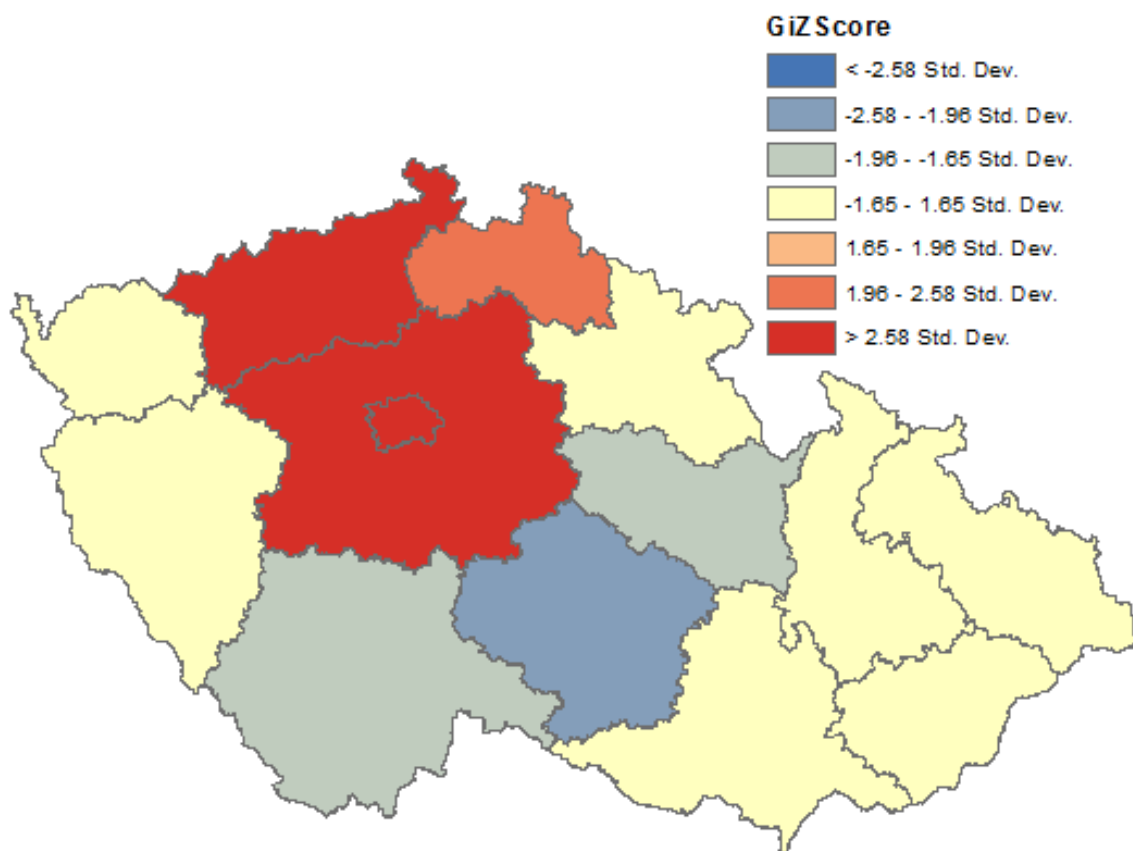 GiZScore
< -2.58 Std. Dev.
-2.58 - -1.96 Std. Dev.
-1.96 - -1.65 Std. Dev.
-1.65 - 1.65 Std. Dev.
1.65 - 1.96 Std. Dev.
1.96 - 2.58 Std. Dev.
> 2.58 Std. Dev.